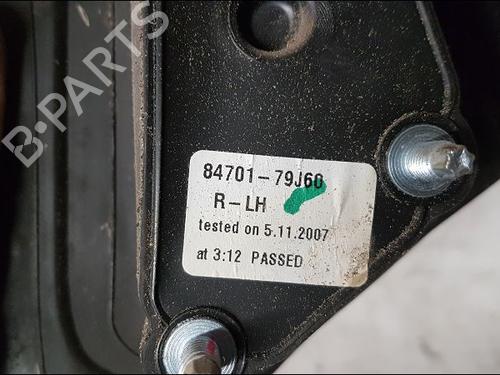 B-PARTS
84701-79J60
R-LH
tested on 5.11.2007
at 3:12 PASSED